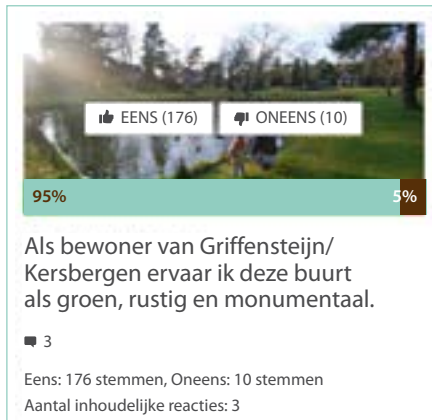 EENS (176) ONEENS (10)
95% 5%
Als bewoner van Griffensteijn/
Kersbergen ervaar ik deze buurt
als groen, rustig en monumentaal.
3
Eens: 176 stemmen, Oneens: 10 stemmen
Aantal inhoudelijke reacties: 3